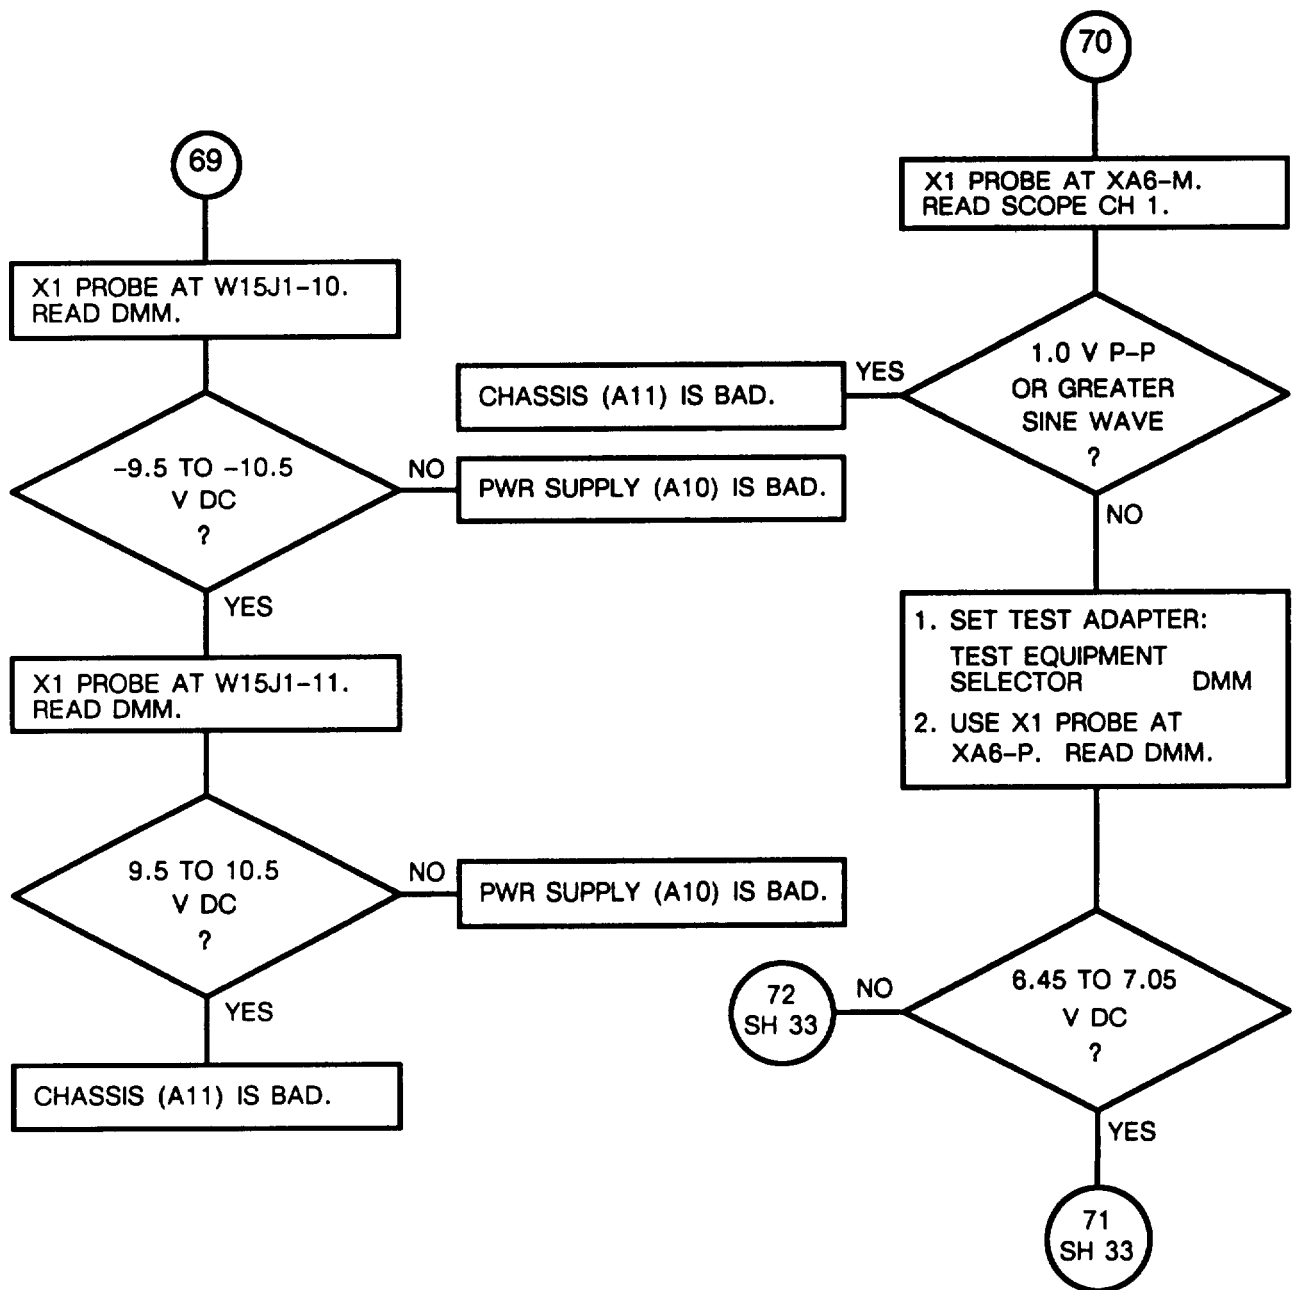 69
X1 PROBE AT W15J1-10.
READ DMM.
-9.5 TO -10.5
V DC
?
NO
PWR SUPPLY (A10) IS BAD.
YES
X1 PROBE AT W15J1-11.
READ DMM.
9.5 TO 10.5
V DC
?
NO
PWR SUPPLY (A10) IS BAD.
YES
CHASSIS (A11) IS BAD.
70
X1 PROBE AT XA6-M.
READ SCOPE CH 1.
1.0 V P-P
OR GREATER
SINE WAVE
?
YES
CHASSIS (A11) IS BAD.
NO
1. SET TEST ADAPTER:
TEST EQUIPMENT
SELECTOR DMM
2. USE X1 PROBE AT
XA6-P. READ DMM.
6.45 TO 7.05
V DC
?
NO
72
SH 33
YES
71
SH 33